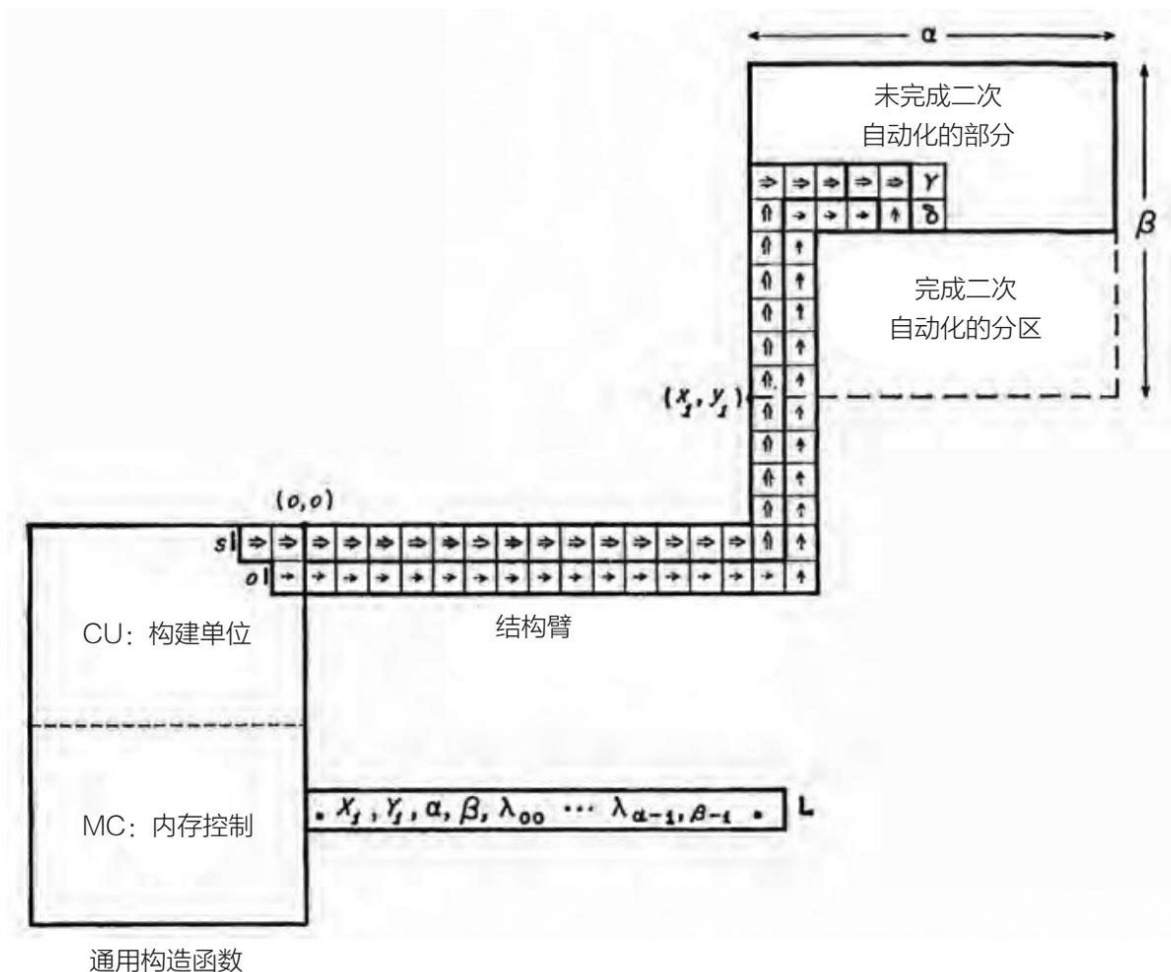 α
未完成二次
自动化的部分
γ
δ
β
完成二次
自动化的分区
(x₁, y₁)
(0,0)
s
o
CU: 构建单位
结构臂
MC: 内存控制
. x₁, y₁, α, β, λ₀₀ ⋯ λ_α₋₁, β₋₁ .
L
通用构造函数